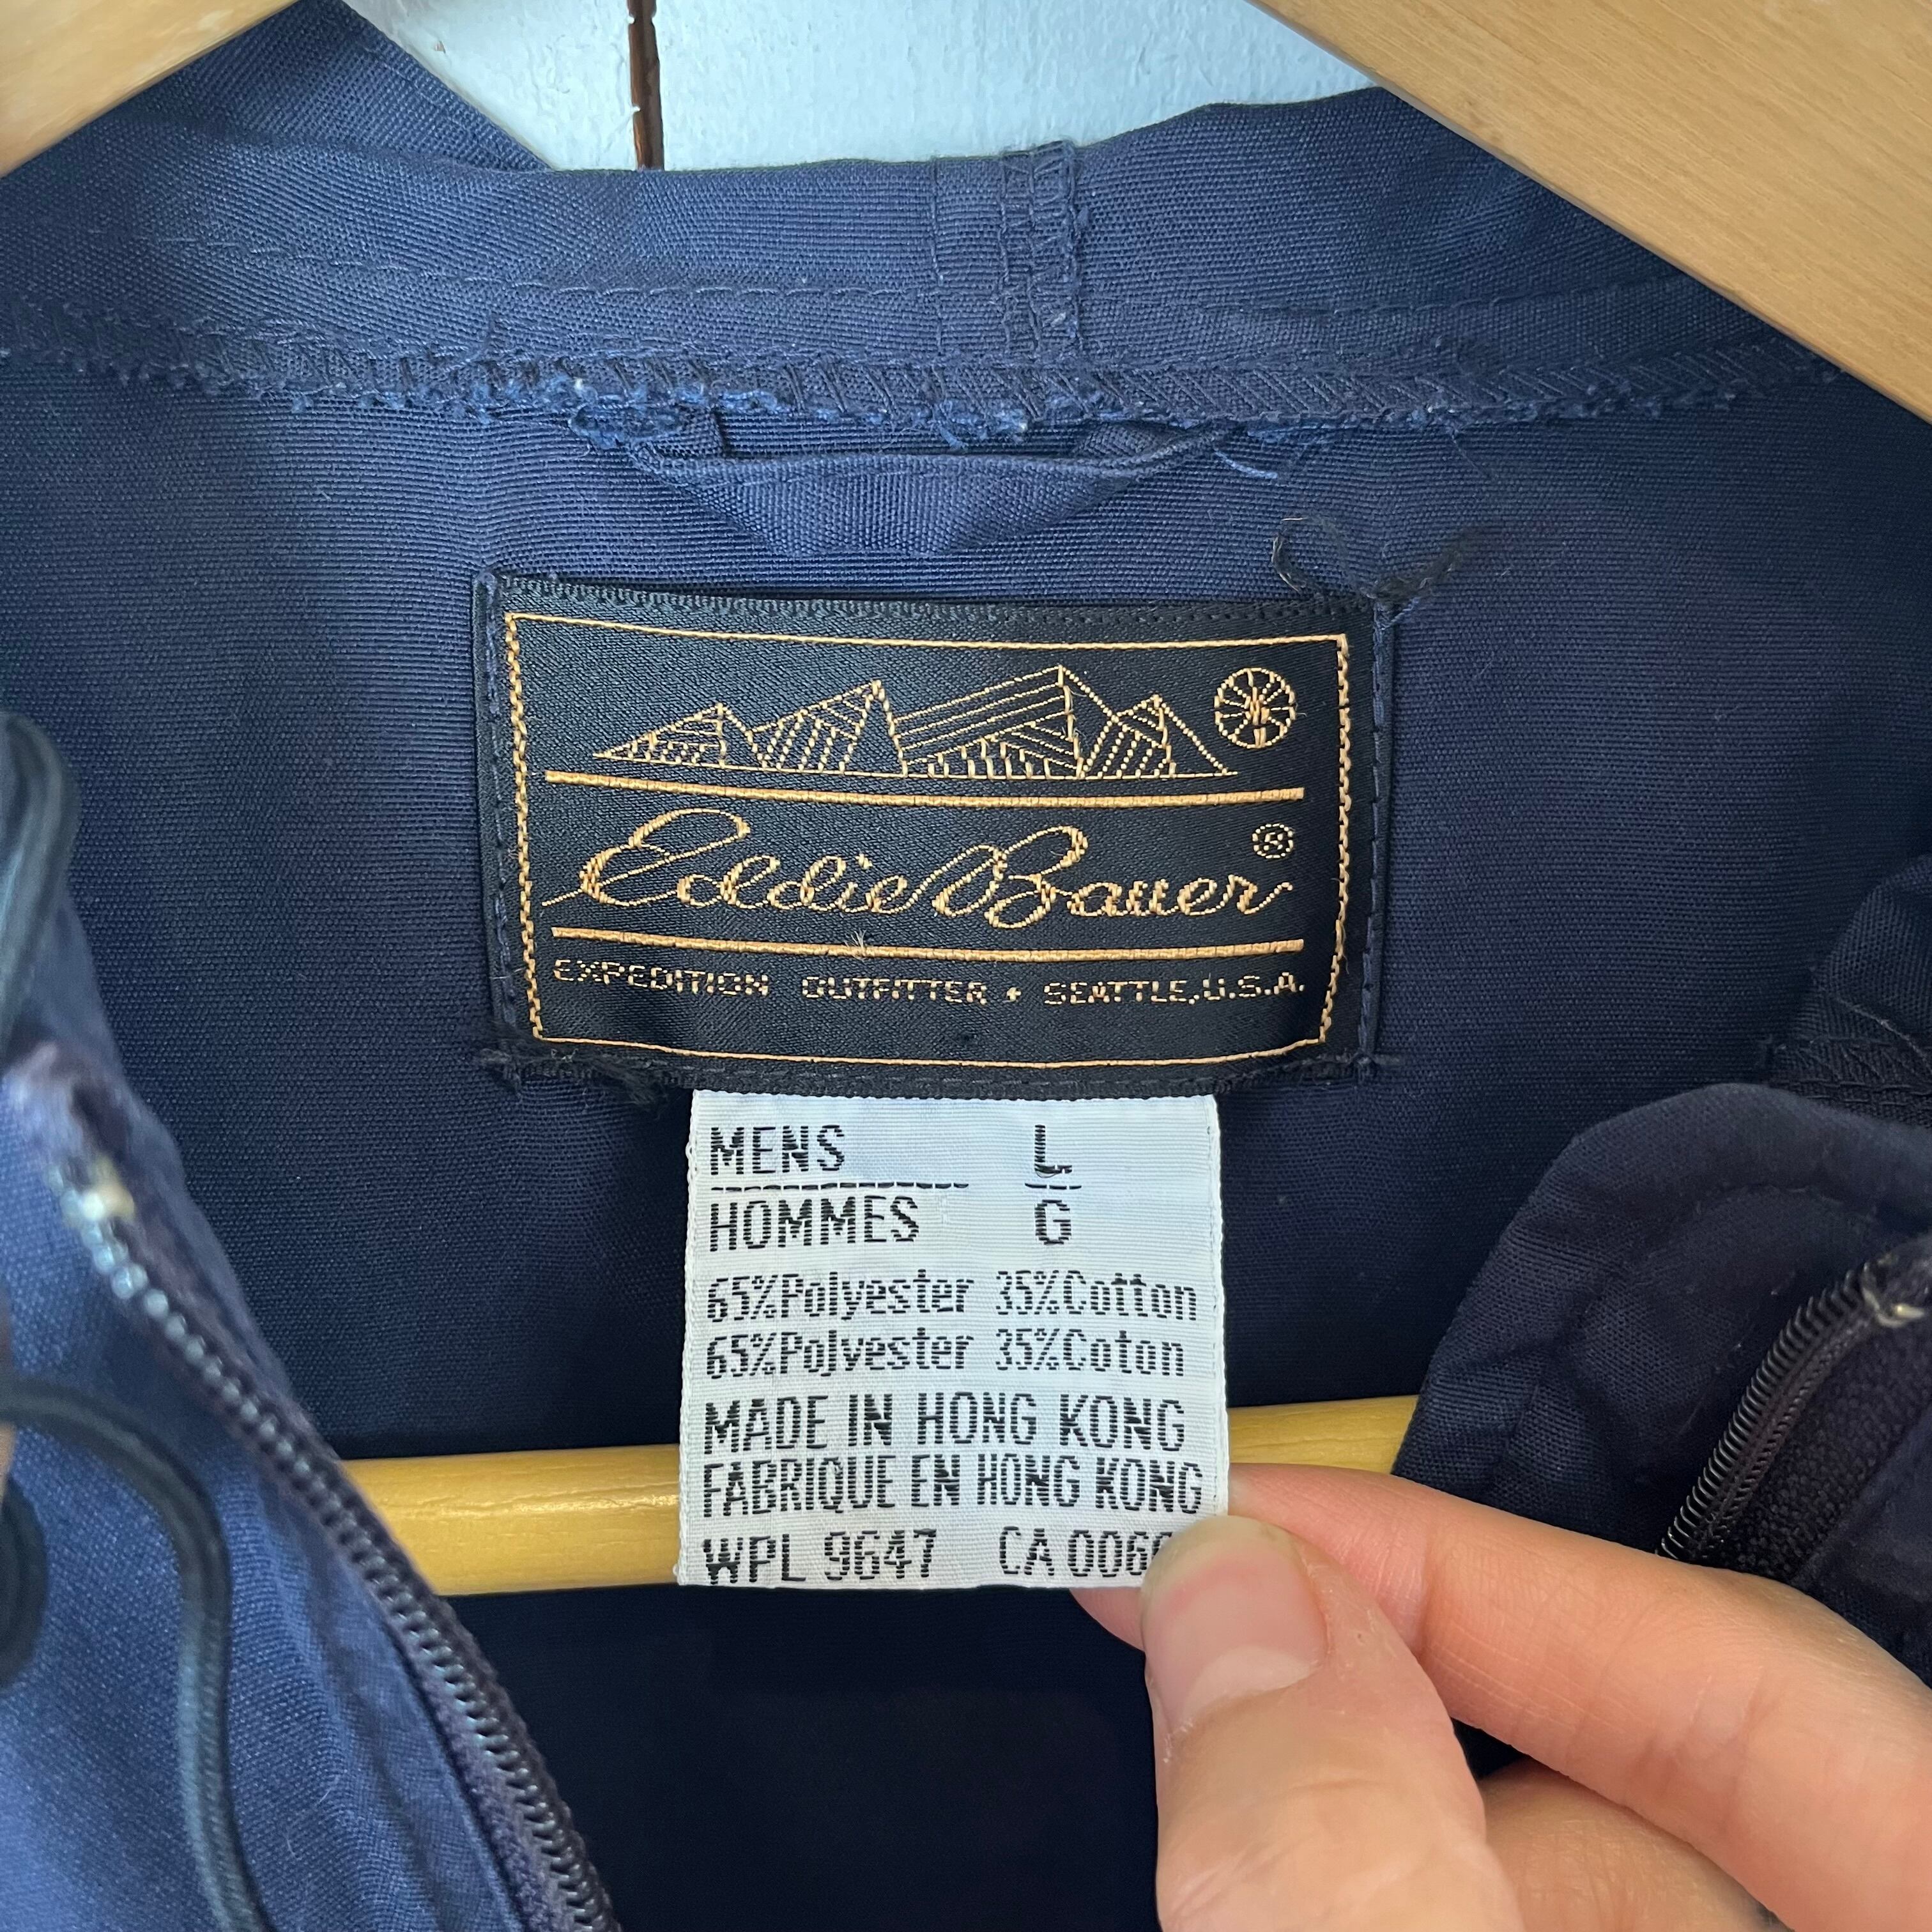 Eddie Bauer ®
EXPEDITION OUTFITTER + SEATTLE, U.S.A.
MENS L
HOMMES G
65%Polyester 35%Cotton
65%Polyester 35%Coton
MADE IN HONG KONG
FABRIQUE EN HONG KONG
WPL 9647 CA